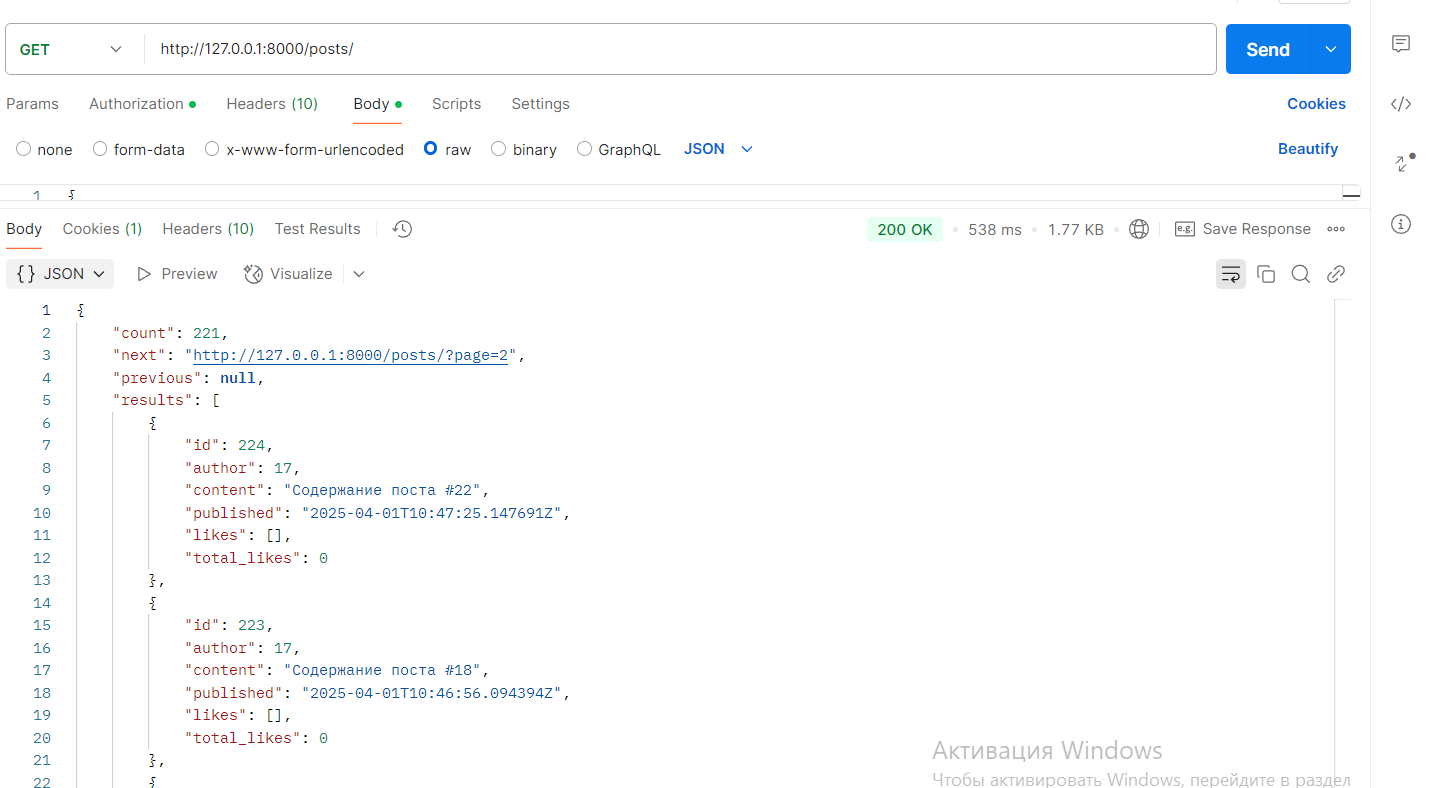 GET http://127.0.0.1:8000/posts/ Send
Params Authorization Headers (10) Body Scripts Settings Cookies
none form-data x-www-form-urlencoded raw binary GraphQL JSON Beautify
1 {
Body Cookies (1) Headers (10) Test Results 200 OK 538 ms 1.77 KB e.g. Save Response
{} JSON Preview Visualize
1 {
2 "count": 221,
3 "next": "http://127.0.0.1:8000/posts/?page=2",
4 "previous": null,
5 "results": [
6 {
7 "id": 224,
8 "author": 17,
9 "content": "Содержание поста #22",
10 "published": "2025-04-01T10:47:25.147691Z",
11 "likes": [],
12 "total_likes": 0
13 },
14 {
15 "id": 223,
16 "author": 17,
17 "content": "Содержание поста #18",
18 "published": "2025-04-01T10:46:56.094394Z",
19 "likes": [],
20 "total_likes": 0
21 },
22 {
Активация Windows
Чтобы активировать Windows, перейдите в раздел